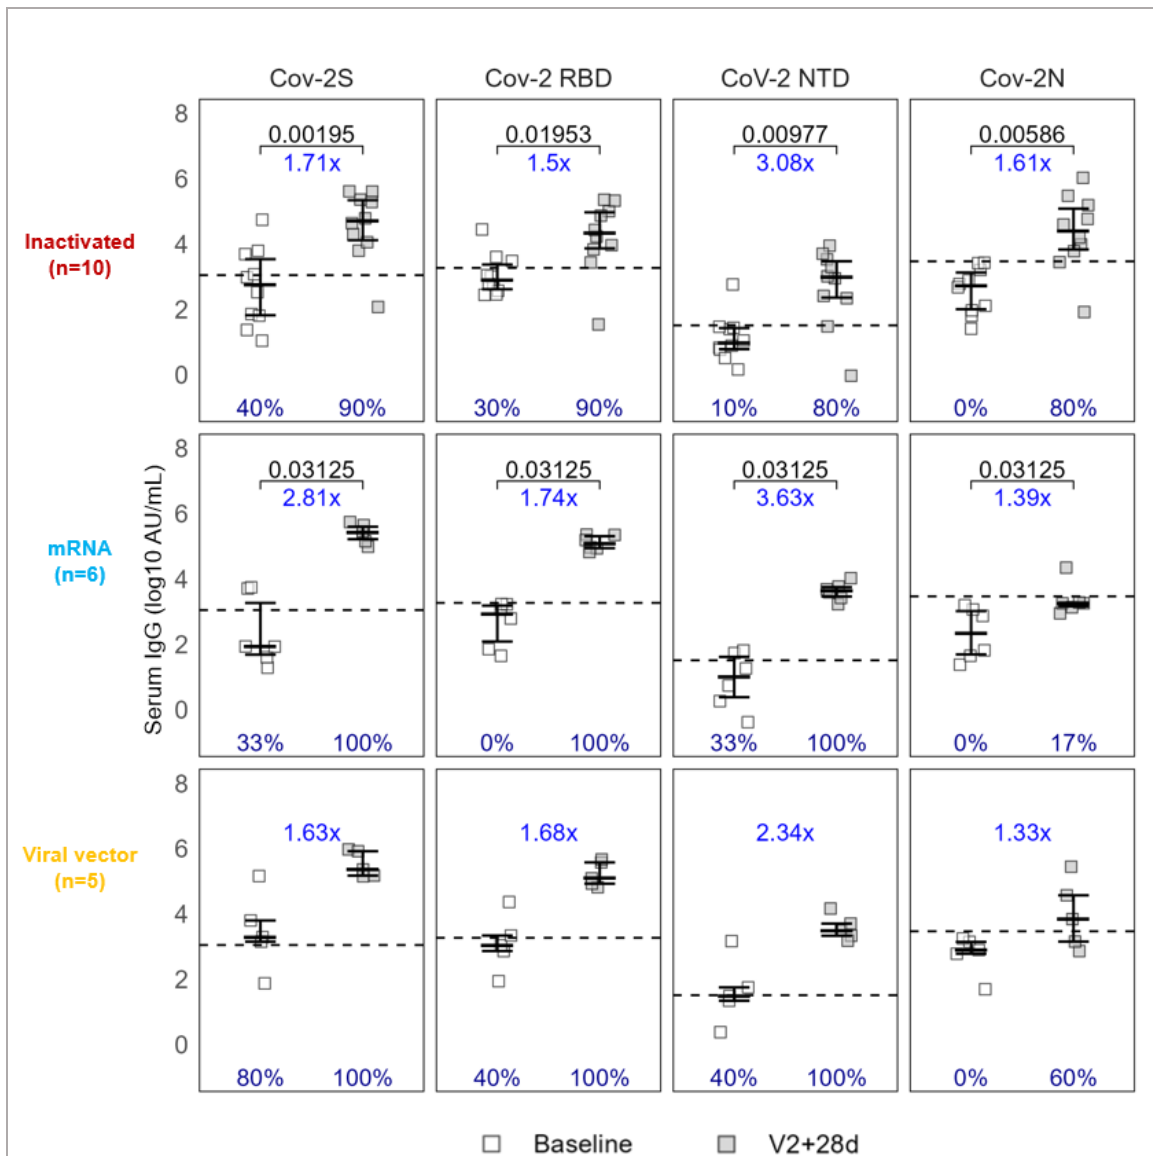 Cov-2S Cov-2 RBD CoV-2 NTD Cov-2N
8
0.00195 0.01953 0.00977 0.00586
1.71x 1.5x 3.08x 1.61x
6
4
Inactivated
(n=10)
2
0
40% 90% 30% 90% 10% 80% 0% 80%
Serum IgG (log10 AU/mL)
8
0.03125 0.03125 0.03125 0.03125
2.81x 1.74x 3.63x 1.39x
6
mRNA
(n=6)
4
2
0
33% 100% 0% 100% 33% 100% 0% 17%
8
1.63x 1.68x 2.34x 1.33x
6
Viral vector
(n=5)
4
2
0
80% 100% 40% 100% 40% 100% 0% 60%
Baseline V2+28d